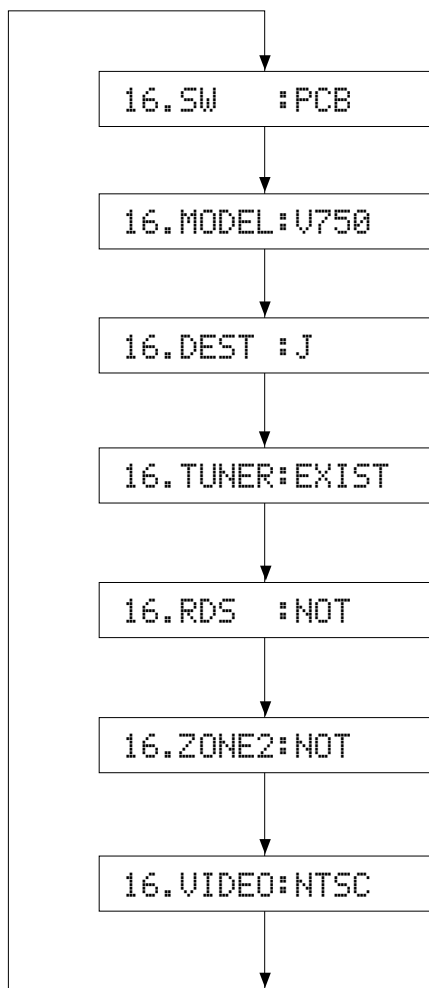 16.SW   :PCB
16.MODEL:V750
16.DEST :J
16.TUNER:EXIST
16.RDS  :NOT
16.ZONE2:NOT
16.VIDEO:NTSC